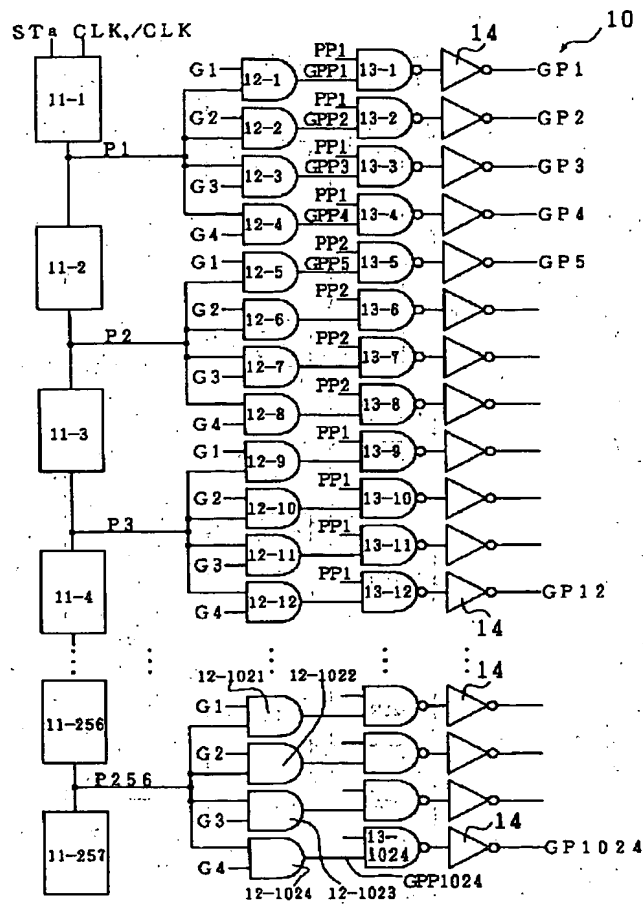 10
STa CLK,/CLK
14
11-1
G1 12-1 PP1 GPP1 13-1 GP1
G2 12-2 PP1 GPP2 13-2 GP2
P1
G3 12-3 PP1 GPP3 13-3 GP3
G4 12-4 PP1 GPP4 13-4 GP4
11-2
G1 12-5 PP2 GPP5 13-5 GP5
G2 12-6 PP2 13-6
P2
G3 12-7 PP2 13-7
G4 12-8 PP2 13-8
11-3
G1 12-9 PP1 13-9
G2 12-10 PP1 13-10
P3
G3 12-11 PP1 13-11
G4 12-12 PP1 13-12 GP12
11-4
14
12-1021 12-1022 14
G1
11-256
G2
P256
G3
14
G4 13-1024 GP1024
11-257
12-1024 12-1023 GPP1024